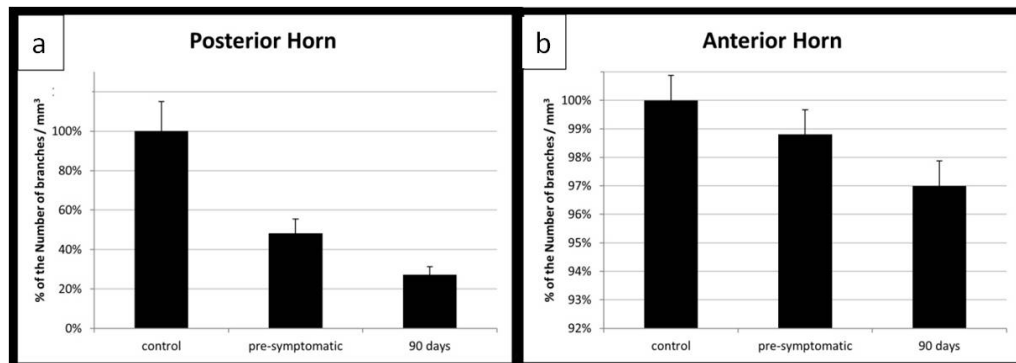 a
Posterior Horn
% of the Number of branches / mm³
100%
80%
60%
40%
20%
0%
control pre-symptomatic 90 days
b
Anterior Horn
% of the Number of branches / mm³
100%
99%
98%
97%
96%
95%
94%
93%
92%
control pre-symptomatic 90 days